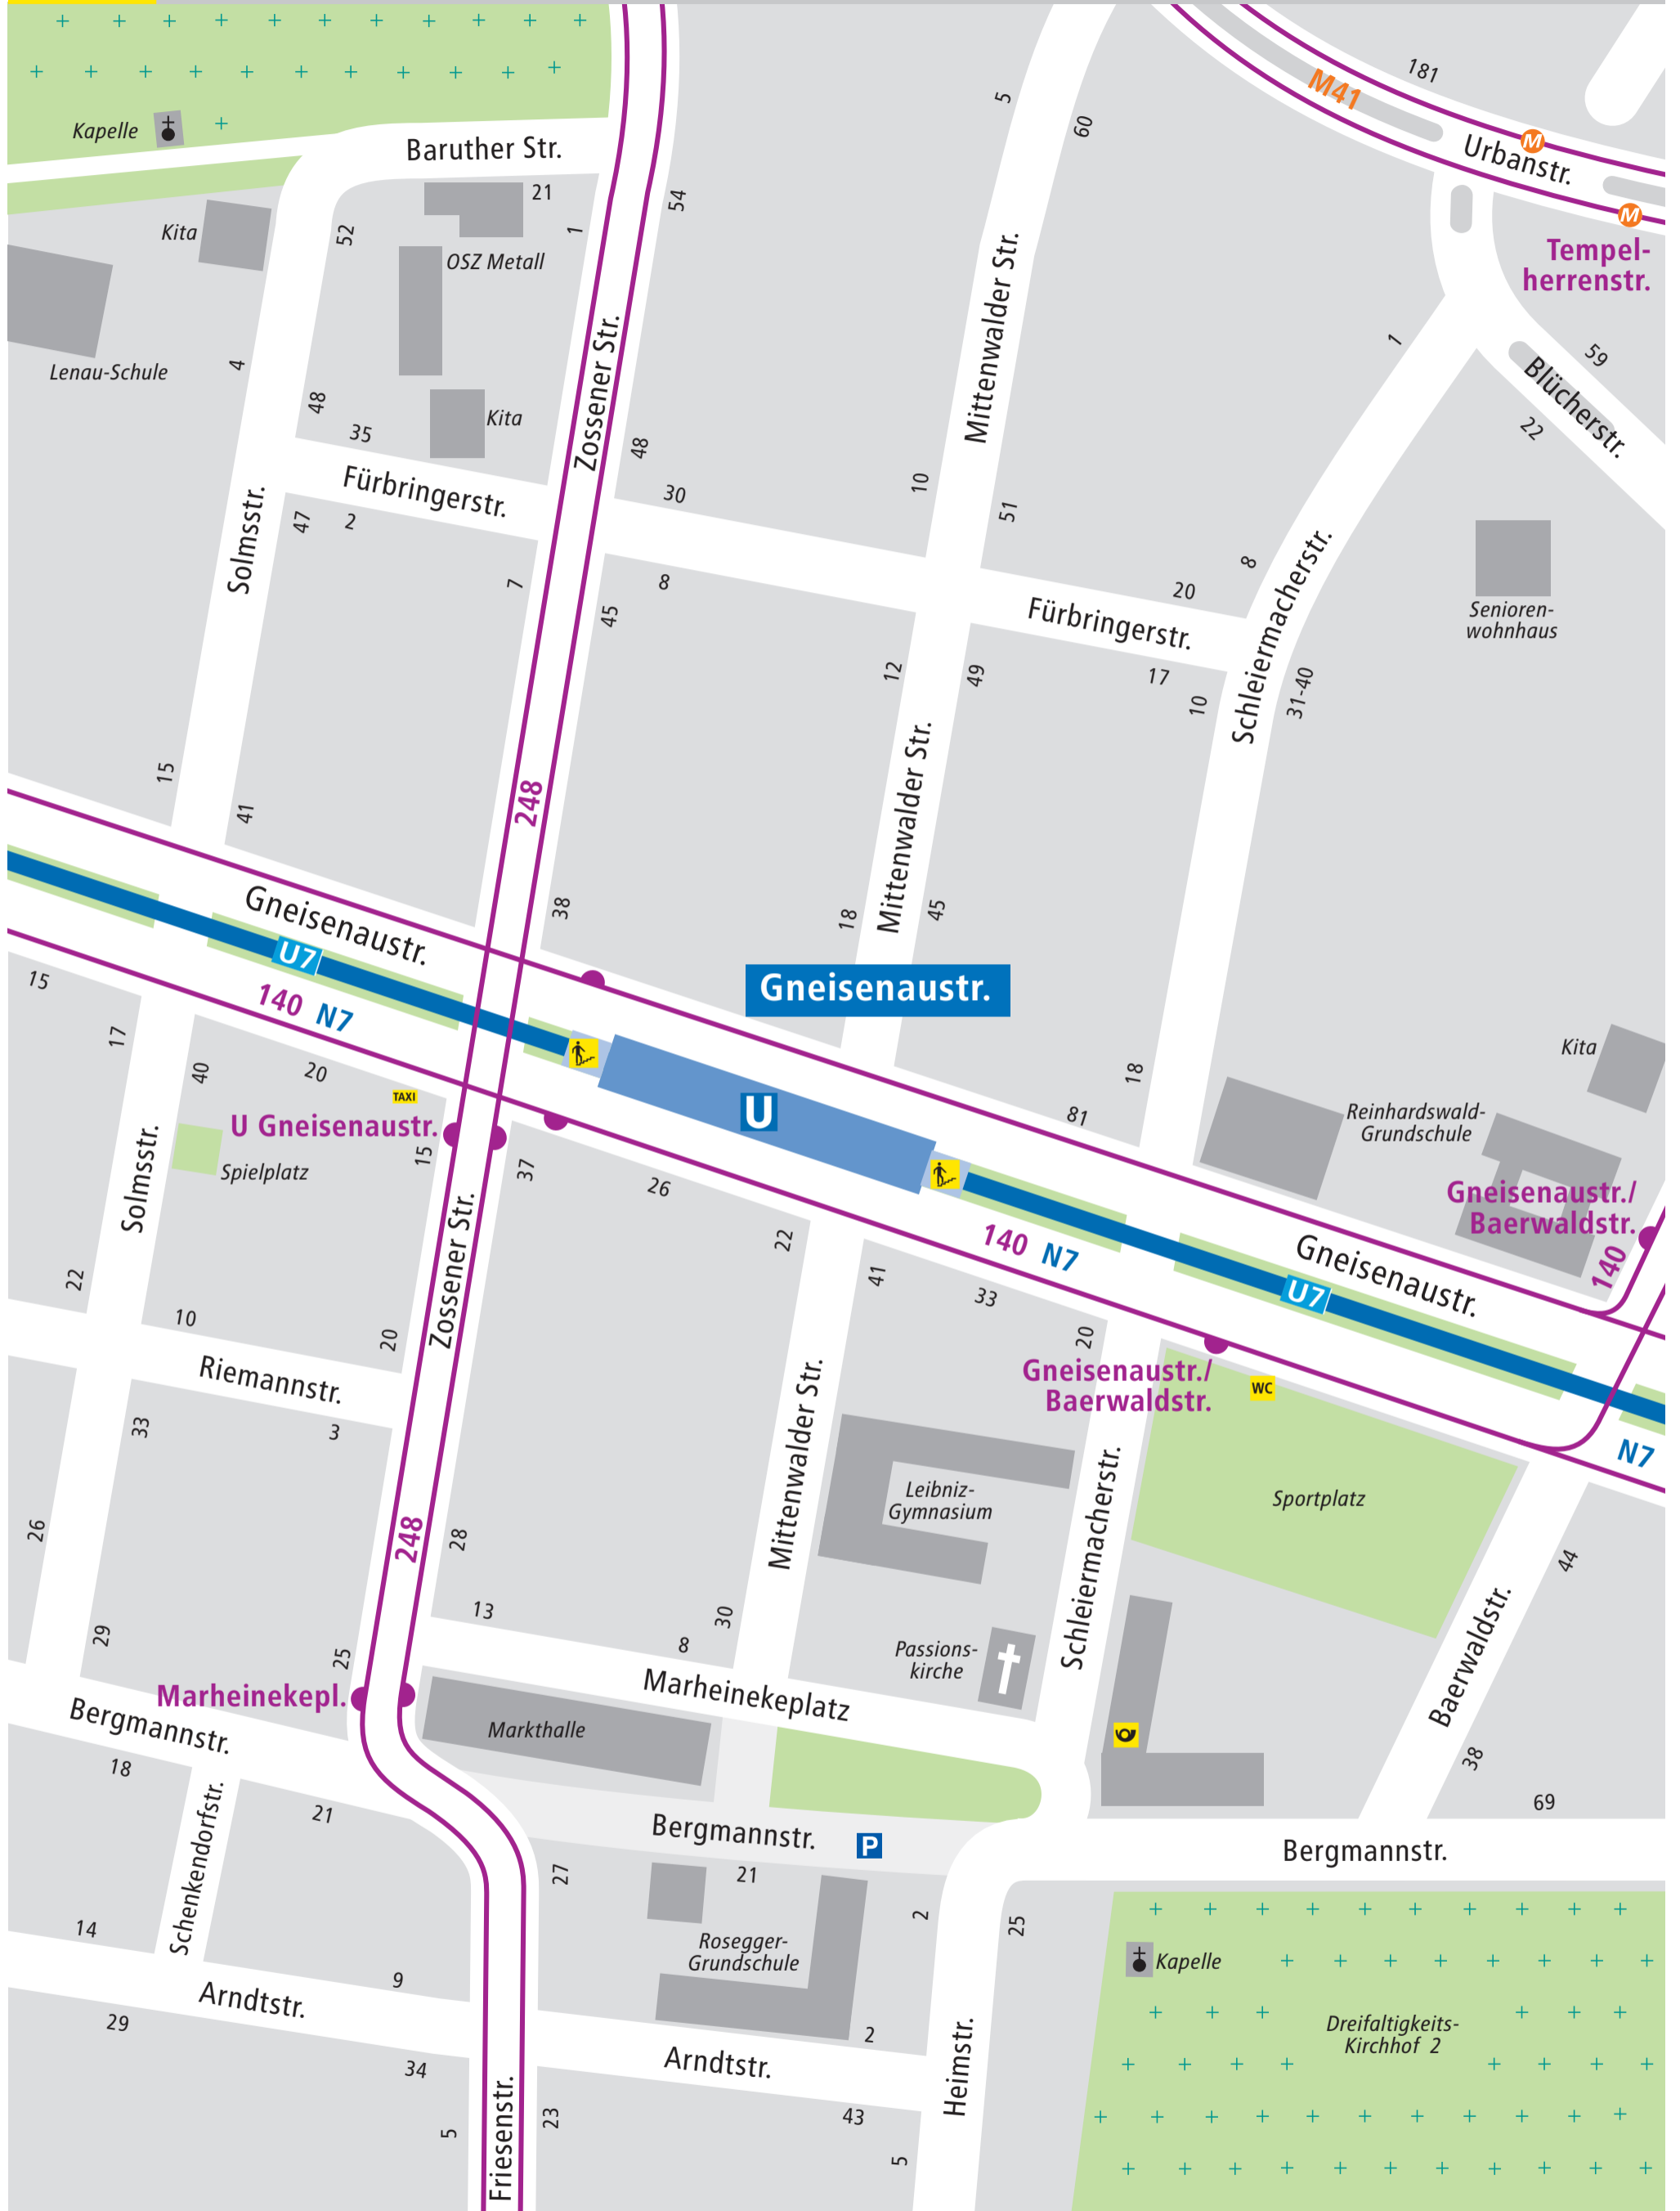 181
M41
5
60
Kapelle
Baruther Str.
M
Urbanstr.
21
54
M
Kita
52
1
Tempel-
herrenstr.
OSZ Metall
Mittenwalder Str.
4
Lenau-Schule
1
59
Zossener Str.
Blücherstr.
48
Kita
35
48
22
Fürbringerstr.
10
30
51
47
2
Solmsstr.
7
8
8
20
Schleiermacherstr.
45
Fürbringerstr.
Senioren-
wohnhaus
12
49
17
10
31-40
15
248
41
Mittenwalder Str.
Gneisenaustr.
38
18
45
U7
15
140 N7
Gneisenaustr.
17
Kita
40
20
18
TAXI
U
81
Reinhardswald-
Grundschule
U Gneisenaustr.
15
Spielplatz
37
26
Solmsstr.
Gneisenaustr./
Baerwaldstr.
22
140 N7
Gneisenaustr.
140
22
Zossener Str.
41
33
U7
10
20
20
Riemannstr.
Gneisenaustr./
Baerwaldstr.
WC
33
3
Mittenwalder Str.
N7
Leibniz-
Gymnasium
Sportplatz
26
248
28
Schleiermacherstr.
44
13
30
29
25
8
Passions-
kirche
Baerwaldstr.
Marheinekepl.
Marheinekeplatz
Bergmannstr.
Markthalle
18
38
21
69
Bergmannstr.
P
Bergmannstr.
Schenkendorfstr.
27
21
14
2
25
Rosegger-
Grundschule
Kapelle
9
Arndtstr.
29
2
Dreifaltigkeits-
Kirchhof 2
34
Arndtstr.
Heimstr.
5
Friesenstr.
23
43
5